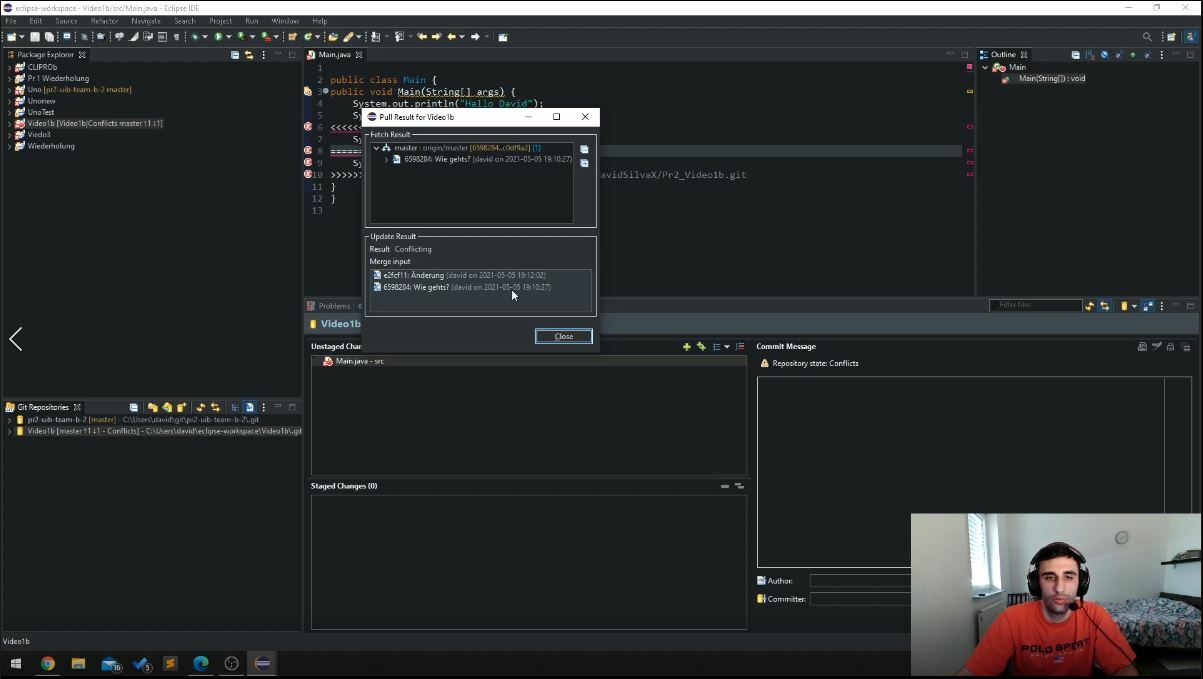 eclipse-workspace - Video1b/src/Main.java - Eclipse IDE
File Edit Source Refactor Navigate Search Project Run Window Help
Package Explorer
CLIPROb
Pr1 Wiederholung
Uno [pr2-uib-team-b-2 master]
Unonew
UnoTest
Video1b [Video1b|Conflicts master ↑1 ↓1]
Viedo3
Wiederholung
Main.java
1
2 public class Main {
3 public void Main(String[] args) {
4 System.out.println("Hallo David");
5 Sy
6 <<<<<
7 Sy
8 =====
9 Sy
10 >>>>> avidSilvaX/Pr2_Video1b.git
11 }
12 }
13
Outline
Main
Main(String[]) : void
Pull Result for Video1b
Fetch Result
master : origin/master [6598284..c0df9a2] (1)
6598284: Wie gehts? (david on 2021-05-05 19:10:27)
Update Result
Result Conflicting
Merge input
e2fcf11: Änderung (david on 2021-05-05 19:12:02)
6598284: Wie gehts? (david on 2021-05-05 19:10:27)
Close
Problems
Filter files
Video1b
Unstaged Chan
Main.java - src
Staged Changes (0)
Commit Message
Repository state: Conflicts
Author:
Committer:
Git Repositories
pr2-uib-team-b-2 [master] - C:\Users\david\git\pr2-uib-team-b-2\.git
Video1b [master ↑1 ↓1 - Conflicts] - C:\Users\david\eclipse-workspace\Video1b\.git
Video1b
16
5
POLO SPORT